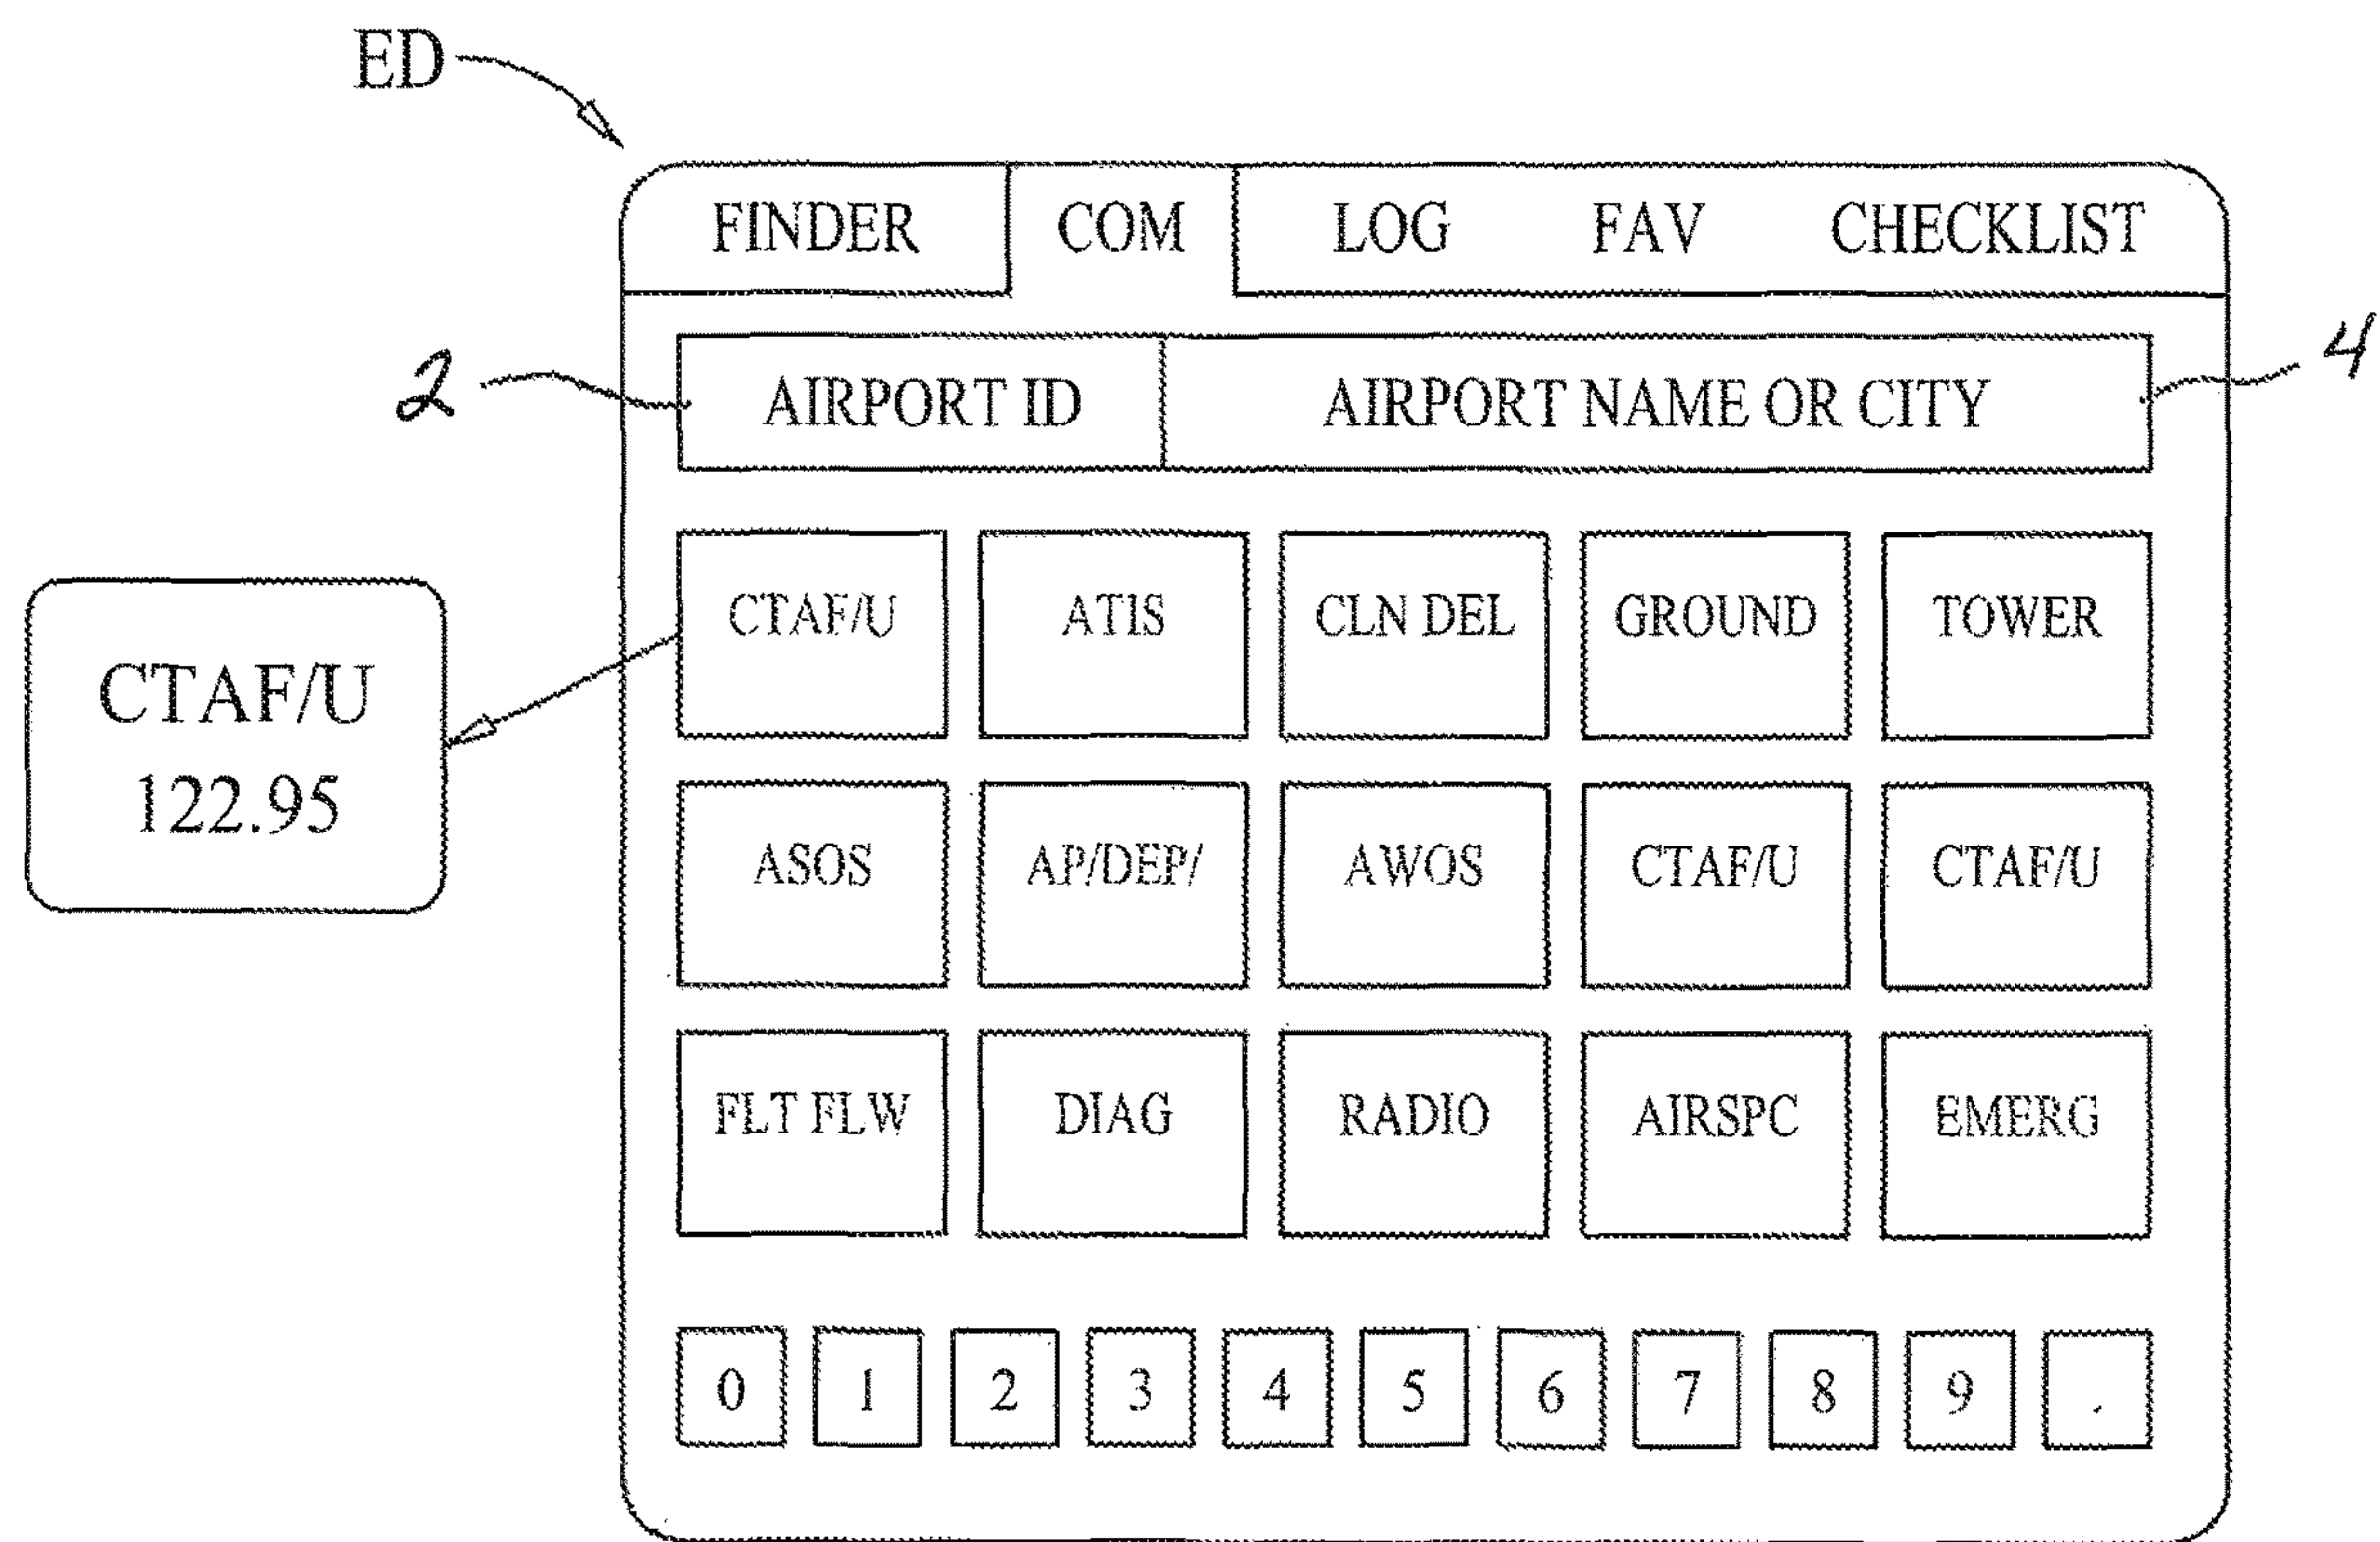 ED
FINDER COM LOG FAV CHECKLIST
2 AIRPORT ID AIRPORT NAME OR CITY 4
CTAF/U ATIS CLN DEL GROUND TOWER
CTAF/U
122.95
ASOS AP/DEP/ AWOS CTAF/U CTAF/U
FLT FLW DIAG RADIO AIRSPC EMERG
0 1 2 3 4 5 6 7 8 9 .